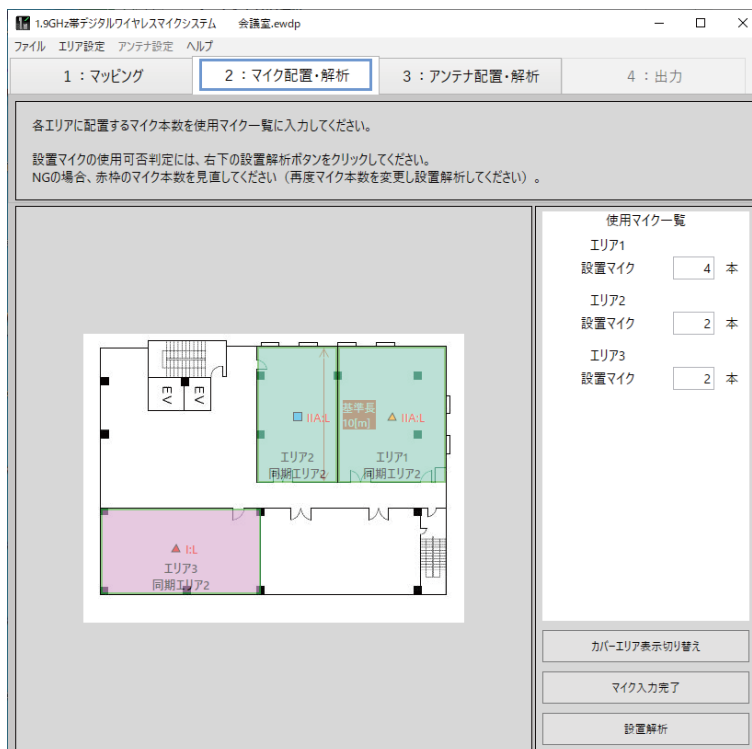 1.9GHz帯デジタルワイヤレスマイクシステム　会議室.ewdp
ファイル　エリア設定　アンテナ設定　ヘルプ
1：マッピング
2：マイク配置・解析
3：アンテナ配置・解析
4：出力
各エリアに配置するマイク本数を使用マイク一覧に入力してください。
設置マイクの使用可否判定には、右下の設置解析ボタンをクリックしてください。
NGの場合、赤枠のマイク本数を見直してください（再度マイク本数を変更し設置解析してください）。
EV
EV
基準長
10[m]
IIA:L
IIA:L
エリア2
同期エリア2
エリア1
同期エリア2
I:L
エリア3
同期エリア2
使用マイク一覧
エリア1
設置マイク　4　本
エリア2
設置マイク　2　本
エリア3
設置マイク　2　本
カバーエリア表示切り替え
マイク入力完了
設置解析